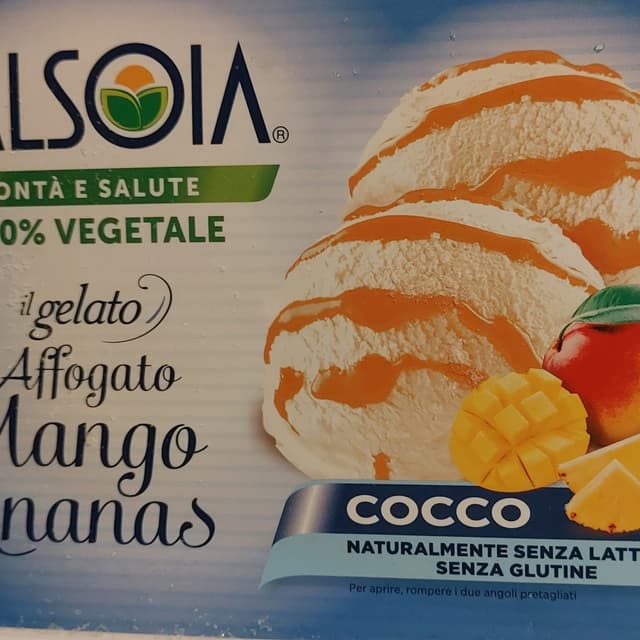 ALSOIA®
ONTÀ E SALUTE
0% VEGETALE
il gelato
Affogato
Mango
Ananas
COCCO
NATURALMENTE SENZA LATT
SENZA GLUTINE
Per aprire, rompere i due angoli pretagliati